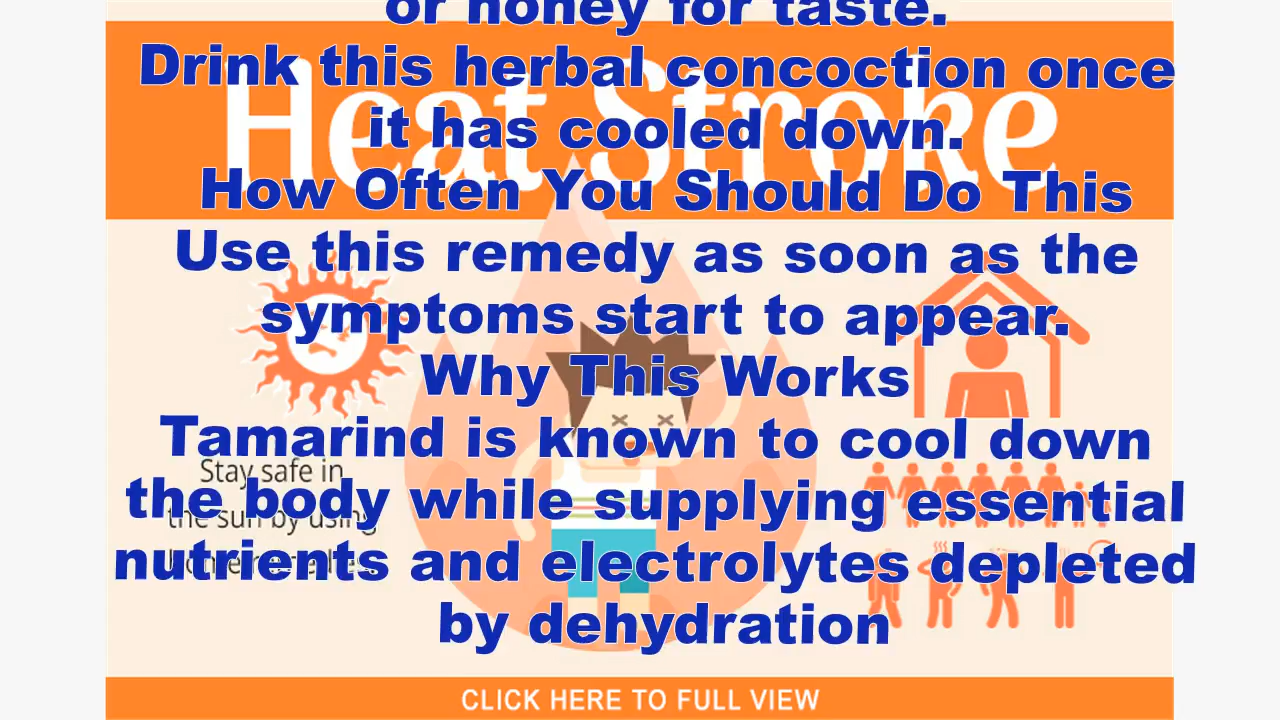 or honey for taste.
Drink this herbal concoction once
Heat Stroke
it has cooled down.
How Often You Should Do This
Use this remedy as soon as the
symptoms start to appear.
Why This Works
Tamarind is known to cool down
Stay safe in
the body while supplying essential
the sun by using
nutrients and electrolytes depleted
by dehydration
CLICK HERE TO FULL VIEW